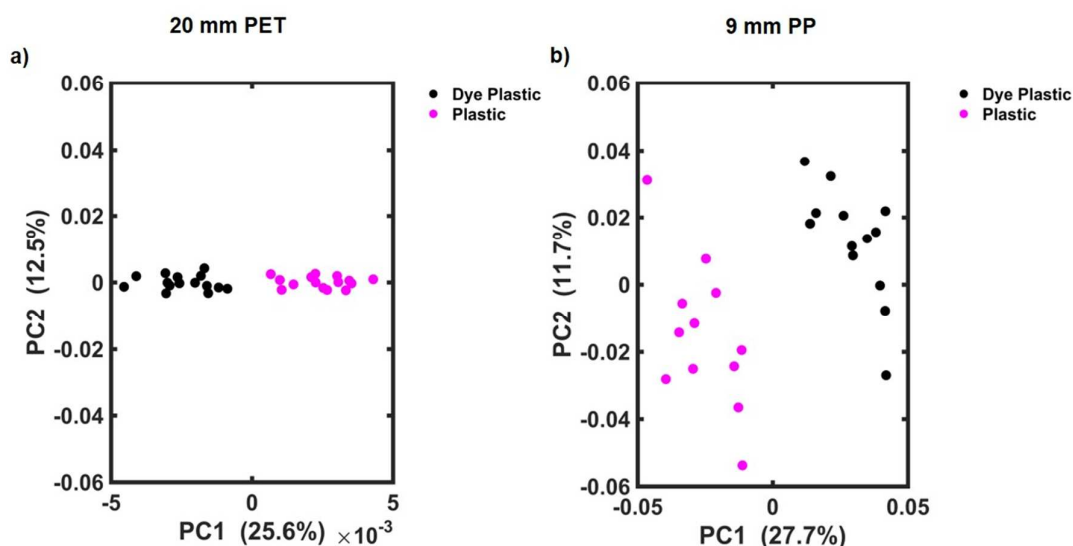 20 mm PET
a)
0.06
0.04
0.02
0
-0.02
-0.04
-0.06
PC2 (12.5%)
-5
0
5
PC1 (25.6%) ×10⁻³
Dye Plastic
Plastic
9 mm PP
b)
0.06
0.04
0.02
0
-0.02
-0.04
-0.06
PC2 (11.7%)
-0.05
0
0.05
PC1 (27.7%)
Dye Plastic
Plastic